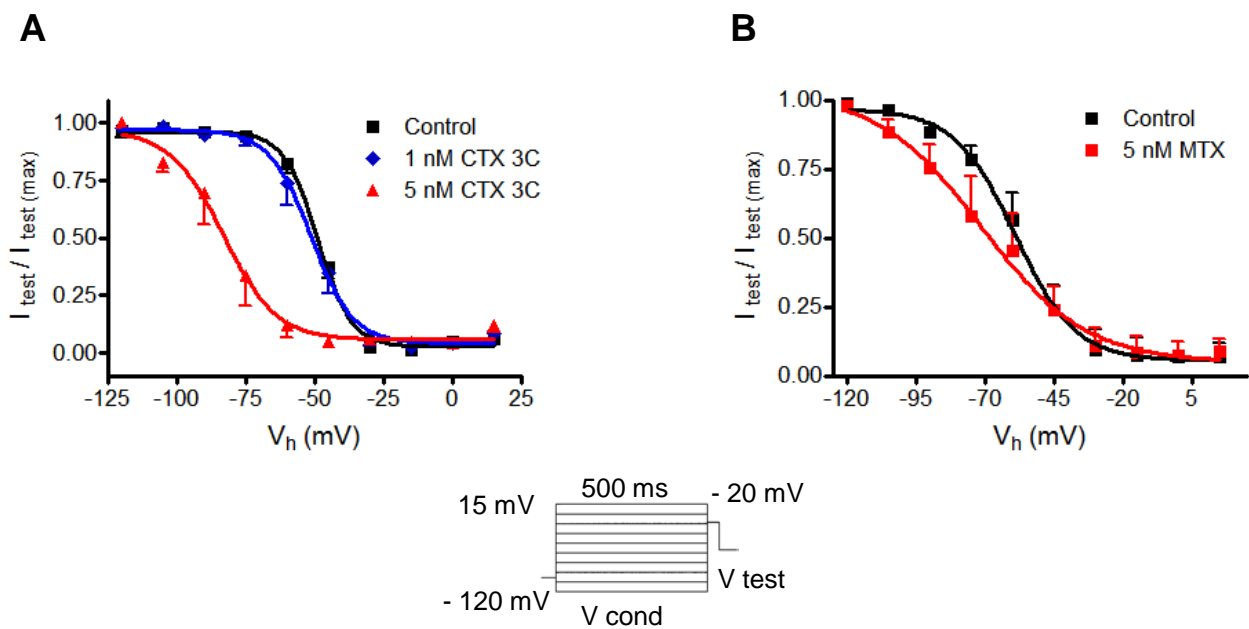 A
B
I test / I test (max)
1.00
0.75
0.50
0.25
0.00
Control
1 nM CTX 3C
5 nM CTX 3C
-125 -100 -75 -50 -25 0 25
Vh (mV)
I test / I test (max)
1.00
0.75
0.50
0.25
0.00
Control
5 nM MTX
-120 -95 -70 -45 -20 5
Vh (mV)
500 ms
15 mV
- 20 mV
- 120 mV
V test
V cond